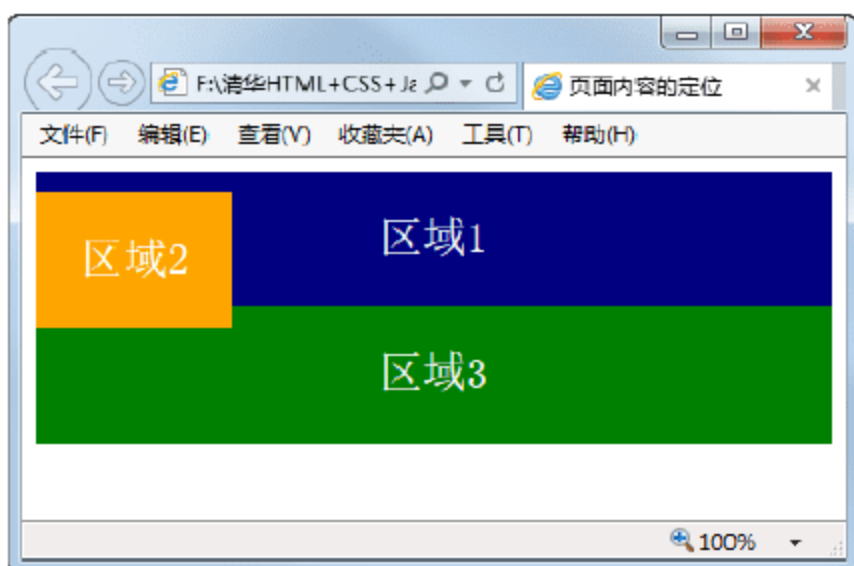 F:\清华HTML+CSS+Ja
页面内容的定位
文件(F) 编辑(E) 查看(V) 收藏夹(A) 工具(T) 帮助(H)
区域1
区域2
区域3
100%